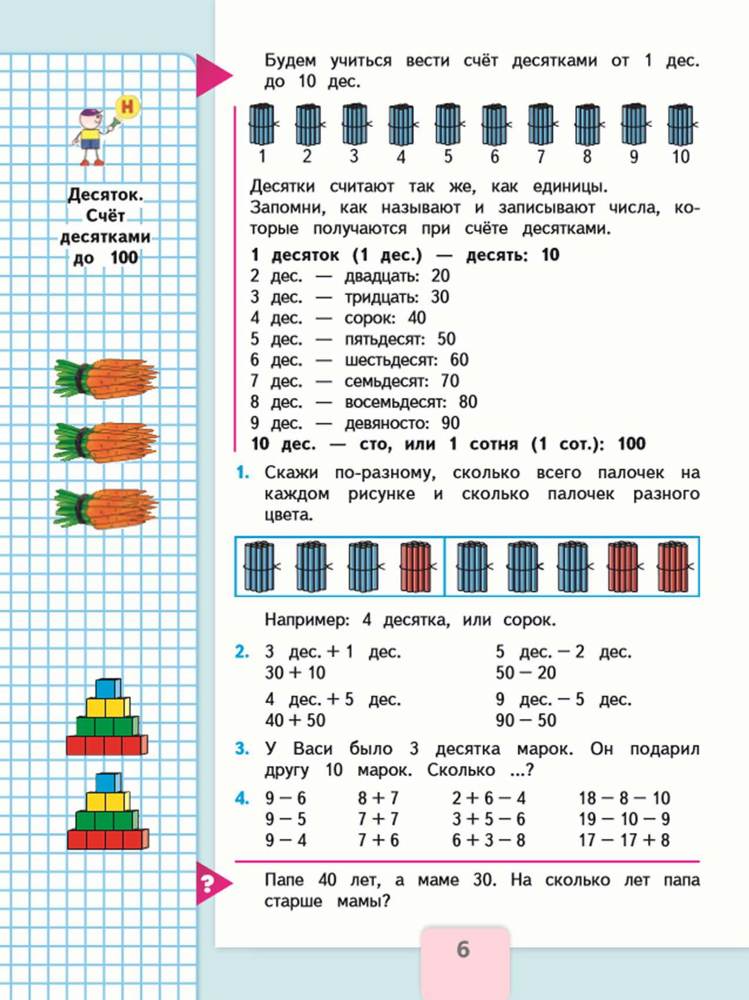 Будем учиться вести счёт десятками от 1 дес.
до 10 дес.
Н
1 2 3 4 5 6 7 8 9 10
Десяток.
Счёт
десятками
до 100
Десятки считают так же, как единицы.
Запомни, как называют и записывают числа, ко-
торые получаются при счёте десятками.
1 десяток (1 дес.) — десять: 10
2 дес. — двадцать: 20
3 дес. — тридцать: 30
4 дес. — сорок: 40
5 дес. — пятьдесят: 50
6 дес. — шестьдесят: 60
7 дес. — семьдесят: 70
8 дес. — восемьдесят: 80
9 дес. — девяносто: 90
10 дес. — сто, или 1 сотня (1 сот.): 100
1. Скажи по-разному, сколько всего палочек на
каждом рисунке и сколько палочек разного
цвета.
Например: 4 десятка, или сорок.
2. 3 дес. + 1 дес. 5 дес. — 2 дес.
30 + 10 50 — 20
4 дес. + 5 дес. 9 дес. — 5 дес.
40 + 50 90 — 50
3. У Васи было 3 десятка марок. Он подарил
другу 10 марок. Сколько ...?
4. 9 — 6 8 + 7 2 + 6 — 4 18 — 8 — 10
9 — 5 7 + 7 3 + 5 — 6 19 — 10 — 9
9 — 4 7 + 6 6 + 3 — 8 17 — 17 + 8
? Папе 40 лет, а маме 30. На сколько лет папа
старше мамы?
6